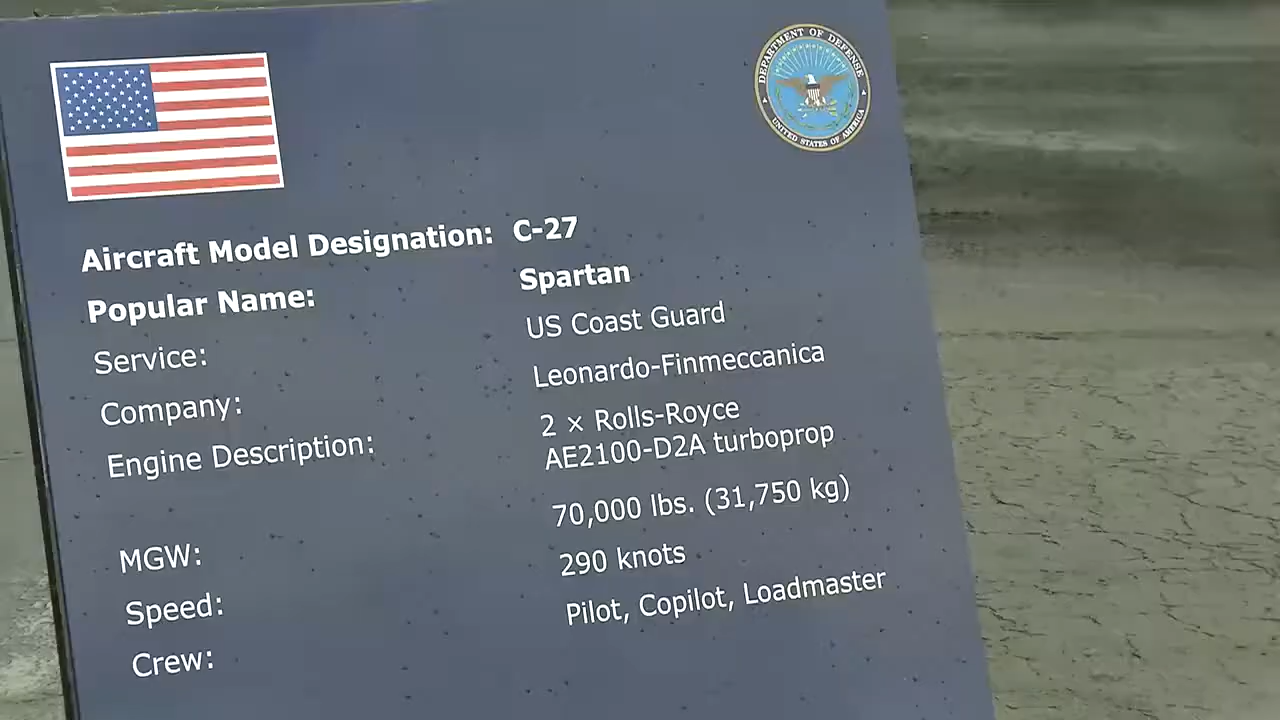 DEPARTMENT OF DEFENSE
UNITED STATES OF AMERICA
Aircraft Model Designation: C-27
Popular Name: Spartan
Service: US Coast Guard
Company: Leonardo-Finmeccanica
Engine Description: 2 × Rolls-Royce
AE2100-D2A turboprop
MGW: 70,000 lbs. (31,750 kg)
Speed: 290 knots
Crew: Pilot, Copilot, Loadmaster